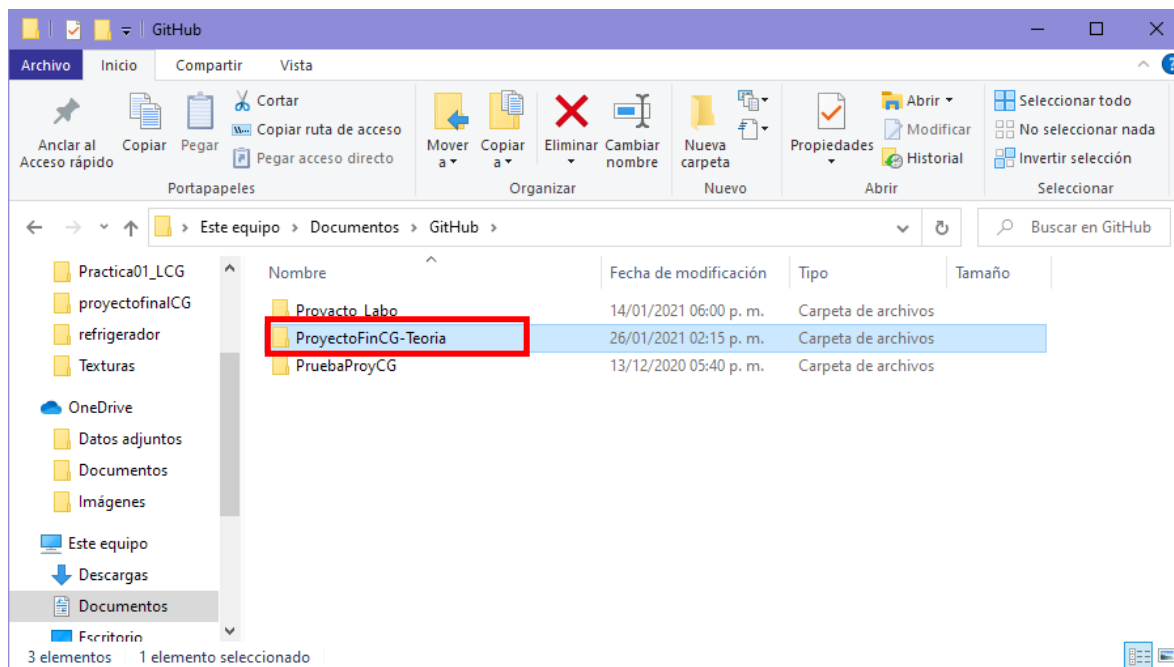 GitHub
Archivo Inicio Compartir Vista
Anclar al Acceso rápido
Copiar
Pegar
Cortar
Copiar ruta de acceso
Pegar acceso directo
Portapapeles
Mover a
Copiar a
Eliminar
Cambiar nombre
Organizar
Nueva carpeta
Nuevo
Propiedades
Abrir
Modificar
Historial
Abrir
Seleccionar todo
No seleccionar nada
Invertir selección
Seleccionar
Este equipo > Documentos > GitHub >
Buscar en GitHub
Practica01_LCG
proyectofinalCG
refrigerador
Texturas
OneDrive
Datos adjuntos
Documentos
Imágenes
Este equipo
Descargas
Documentos
Escritorio
Nombre Fecha de modificación Tipo Tamaño
Proyacto_Labo 14/01/2021 06:00 p. m. Carpeta de archivos
ProyectoFinCG-Teoria 26/01/2021 02:15 p. m. Carpeta de archivos
PruebaProyCG 13/12/2020 05:40 p. m. Carpeta de archivos
3 elementos 1 elemento seleccionado